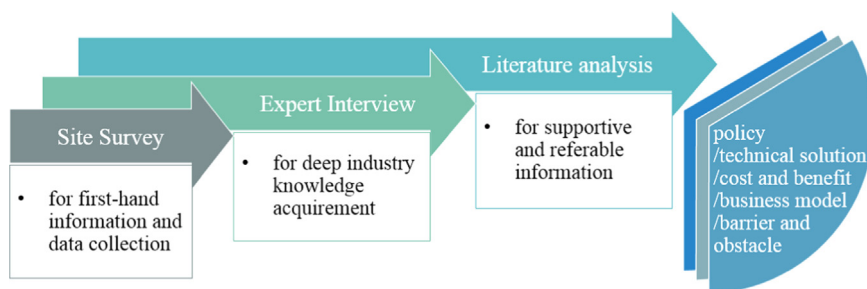 Site Survey
• for first-hand
information and
data collection
Expert Interview
• for deep industry
knowledge
acquirement
Literature analysis
• for supportive
and referable
information
policy
/technical solution
/cost and benefit
/business model
/barrier and
obstacle